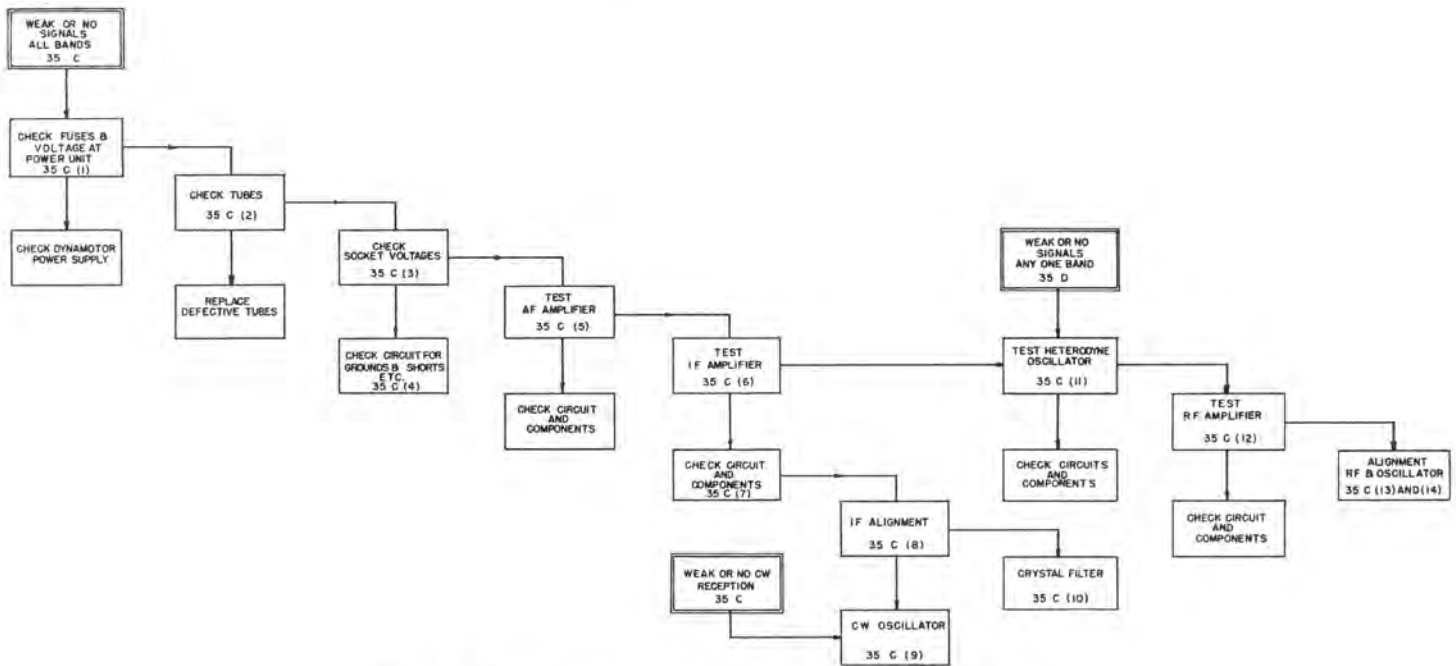 WEAK OR NO
SIGNALS
ALL BANDS
35 C
CHECK FUSES &
VOLTAGE AT
POWER UNIT
35 C (1)
CHECK DYNAMOTOR
POWER SUPPLY
CHECK TUBES
35 C (2)
REPLACE
DEFECTIVE TUBES
CHECK
SOCKET VOLTAGES
35 C (3)
CHECK CIRCUIT FOR
GROUNDS & SHORTS
ETC.
35 C (4)
TEST
AF AMPLIFIER
35 C (5)
CHECK CIRCUIT
AND
COMPONENTS
TEST
IF AMPLIFIER
35 C (6)
CHECK CIRCUIT
AND
COMPONENTS
35 C (7)
IF ALIGNMENT
35 C (8)
WEAK OR NO CW
RECEPTION
35 C
CW OSCILLATOR
35 C (9)
CRYSTAL FILTER
35 C (10)
WEAK OR NO
SIGNALS
ANY ONE BAND
35 D
TEST HETERODYNE
OSCILLATOR
35 C (11)
CHECK CIRCUITS
AND
COMPONENTS
TEST
RF AMPLIFIER
35 C (12)
CHECK CIRCUIT
AND
COMPONENTS
ALIGNMENT
RF & OSCILLATOR
35 C (13) AND (14)